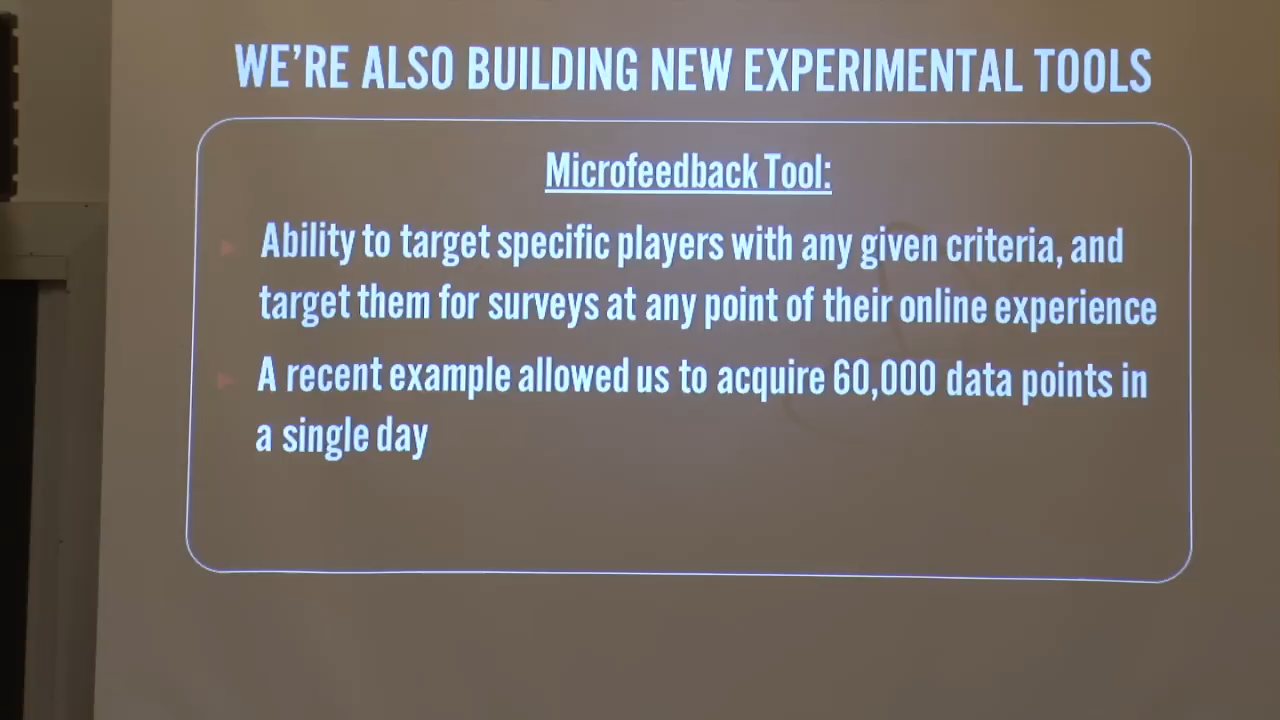 WE'RE ALSO BUILDING NEW EXPERIMENTAL TOOLS
Microfeedback Tool:
Ability to target specific players with any given criteria, and
target them for surveys at any point of their online experience
A recent example allowed us to acquire 60,000 data points in
a single day